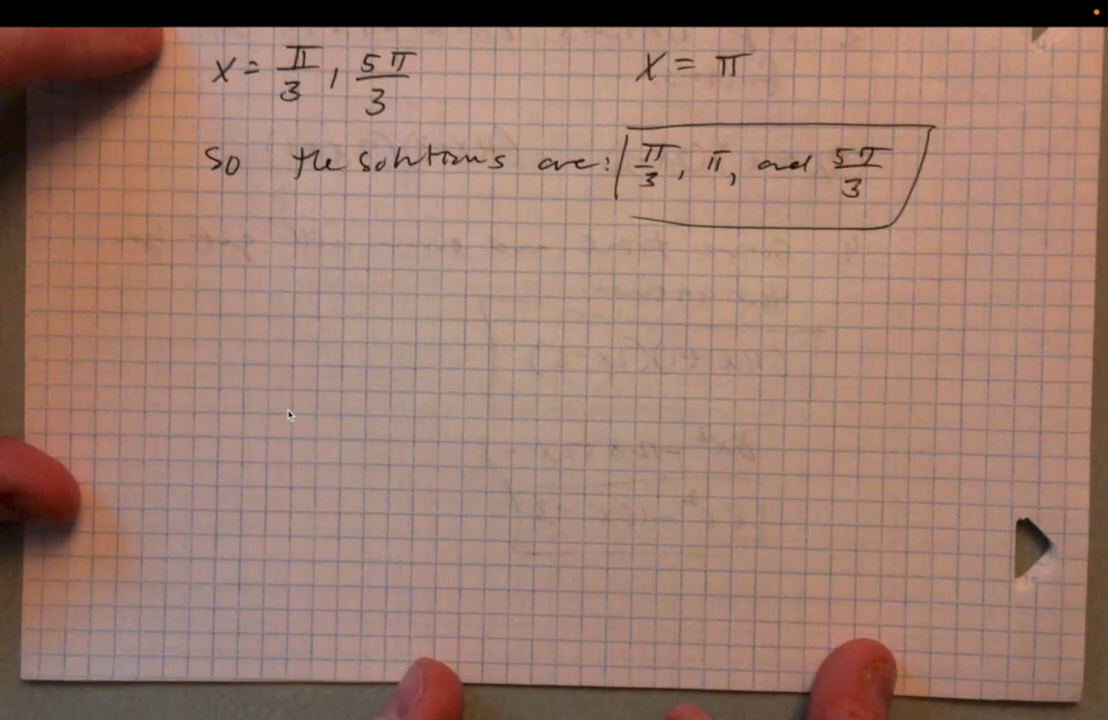 x = π/3, 5π/3 x = π
So the solutions are: π/3, π, and 5π/3